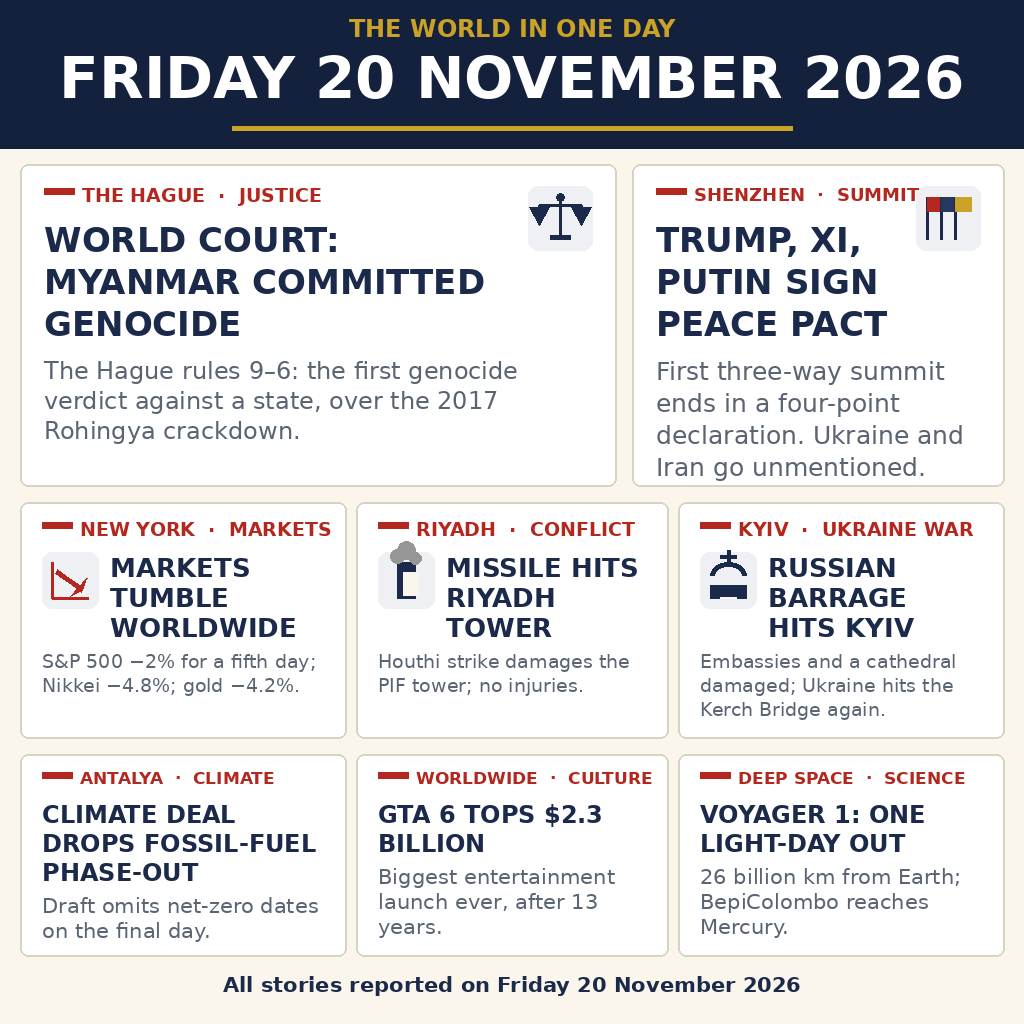 THE WORLD IN ONE DAY
FRIDAY 20 NOVEMBER 2026
THE HAGUE · JUSTICE
WORLD COURT:
MYANMAR COMMITTED
GENOCIDE
The Hague rules 9–6: the first genocide
verdict against a state, over the 2017
Rohingya crackdown.
SHENZHEN · SUMMIT
TRUMP, XI,
PUTIN SIGN
PEACE PACT
First three-way summit
ends in a four-point
declaration. Ukraine and
Iran go unmentioned.
NEW YORK · MARKETS
MARKETS
TUMBLE
WORLDWIDE
S&P 500 −2% for a fifth day;
Nikkei −4.8%; gold −4.2%.
RIYADH · CONFLICT
MISSILE HITS
RIYADH
TOWER
Houthi strike damages the
PIF tower; no injuries.
KYIV · UKRAINE WAR
RUSSIAN
BARRAGE
HITS KYIV
Embassies and a cathedral
damaged; Ukraine hits the
Kerch Bridge again.
ANTALYA · CLIMATE
CLIMATE DEAL
DROPS FOSSIL-FUEL
PHASE-OUT
Draft omits net-zero dates
on the final day.
WORLDWIDE · CULTURE
GTA 6 TOPS $2.3
BILLION
Biggest entertainment
launch ever, after 13
years.
DEEP SPACE · SCIENCE
VOYAGER 1: ONE
LIGHT-DAY OUT
26 billion km from Earth;
BepiColombo reaches
Mercury.
All stories reported on Friday 20 November 2026